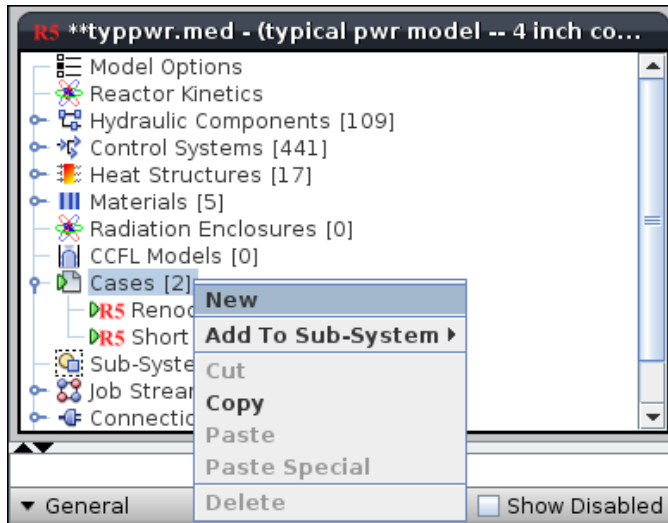 R5 **typpwr.med - (typical pwr model -- 4 inch co...
Model Options
Reactor Kinetics
Hydraulic Components [109]
Control Systems [441]
Heat Structures [17]
Materials [5]
Radiation Enclosures [0]
CCFL Models [0]
Cases [2]
New
R5 Renod
Add To Sub-System
R5 Short
Sub-Syste
Cut
Job Strear
Copy
Connectio
Paste
Paste Special
Delete
General
Show Disabled